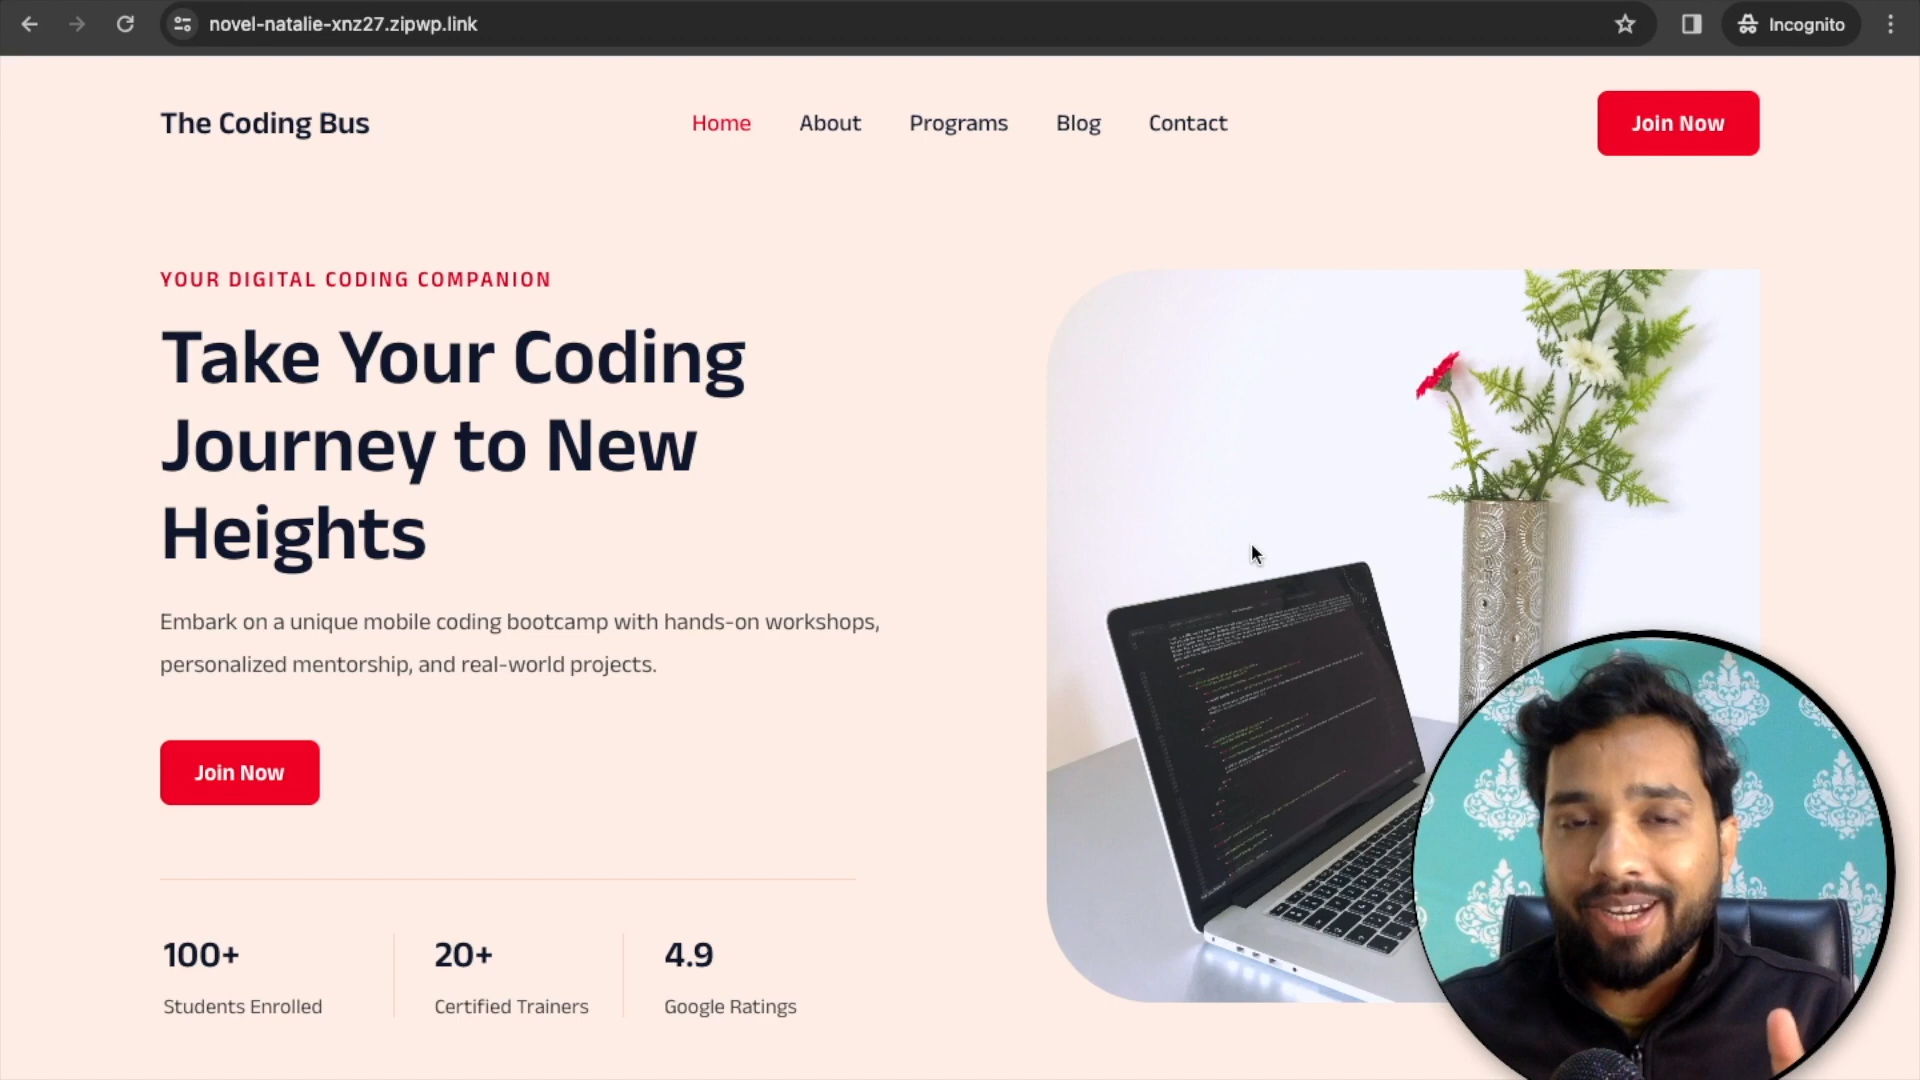 novel-natalie-xnz27.zipwp.link
Incognito
The Coding Bus
Home
About
Programs
Blog
Contact
Join Now
YOUR DIGITAL CODING COMPANION
Take Your Coding
Journey to New
Heights
Embark on a unique mobile coding bootcamp with hands-on workshops,
personalized mentorship, and real-world projects.
Join Now
100+
Students Enrolled
20+
Certified Trainers
4.9
Google Ratings